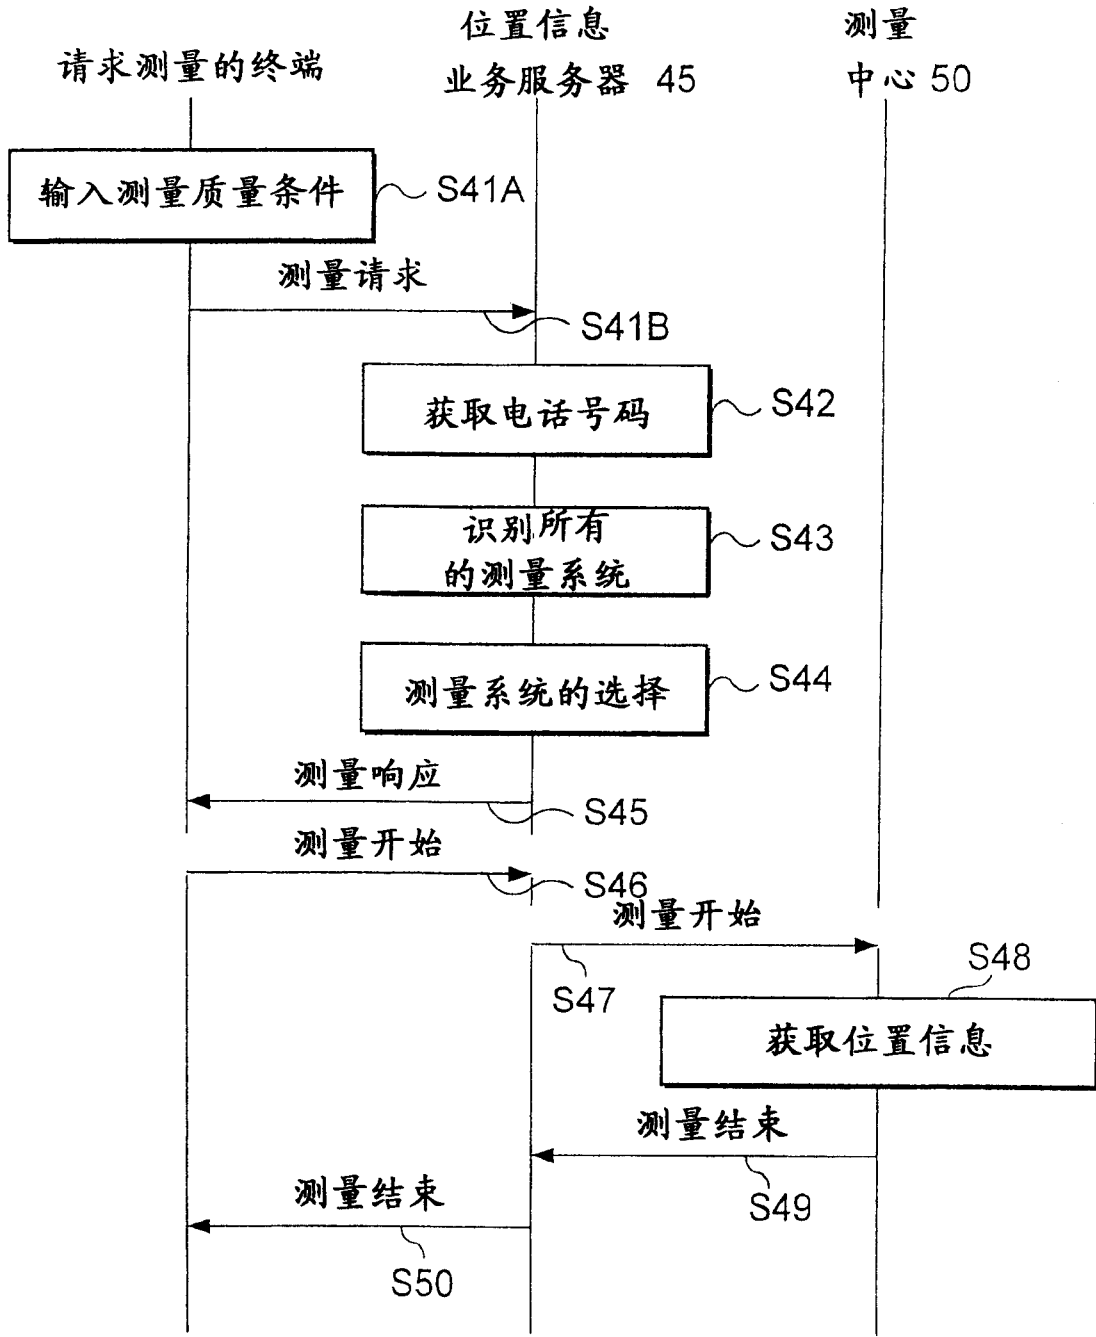 请求测量的终端
位置信息
业务服务器 45
测量
中心 50
输入测量质量条件
S41A
测量请求
S41B
获取电话号码
S42
识别所有
的测量系统
S43
测量系统的选择
S44
测量响应
S45
测量开始
S46
测量开始
S47
S48
获取位置信息
测量结束
S49
测量结束
S50